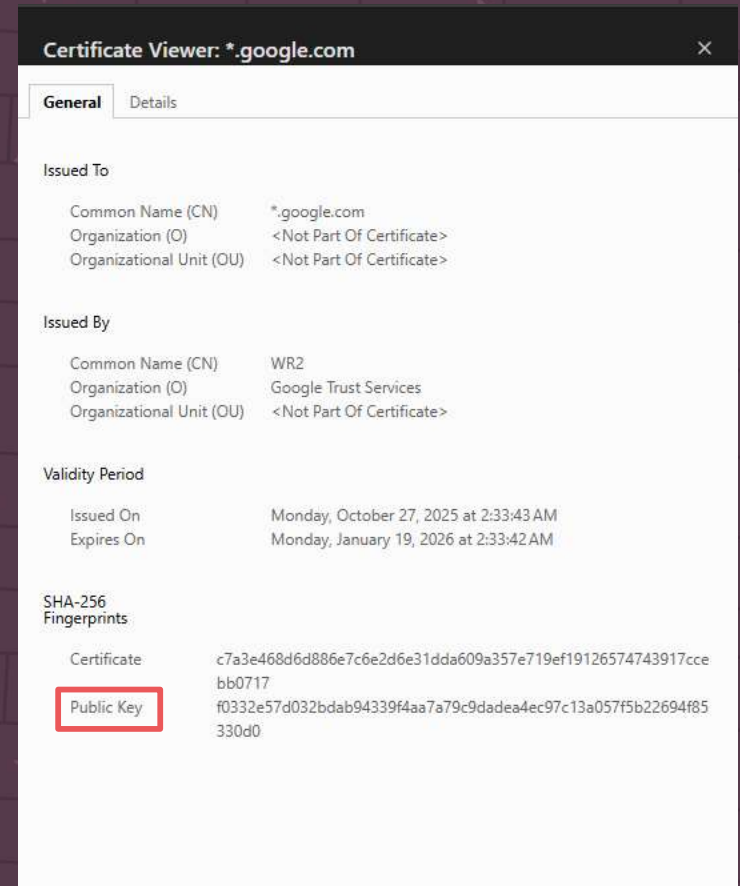 Certificate Viewer: *.google.com
General Details
Issued To
Common Name (CN) *.google.com
Organization (O) <Not Part Of Certificate>
Organizational Unit (OU) <Not Part Of Certificate>
Issued By
Common Name (CN) WR2
Organization (O) Google Trust Services
Organizational Unit (OU) <Not Part Of Certificate>
Validity Period
Issued On Monday, October 27, 2025 at 2:33:43 AM
Expires On Monday, January 19, 2026 at 2:33:42 AM
SHA-256
Fingerprints
Certificate c7a3e468d6d886e7c6e2d6e31dda609a357e719ef19126574743917cce
bb0717
Public Key f0332e57d032bdab94339f4aa7a79c9dadea4ec97c13a057f5b22694f85
330d0